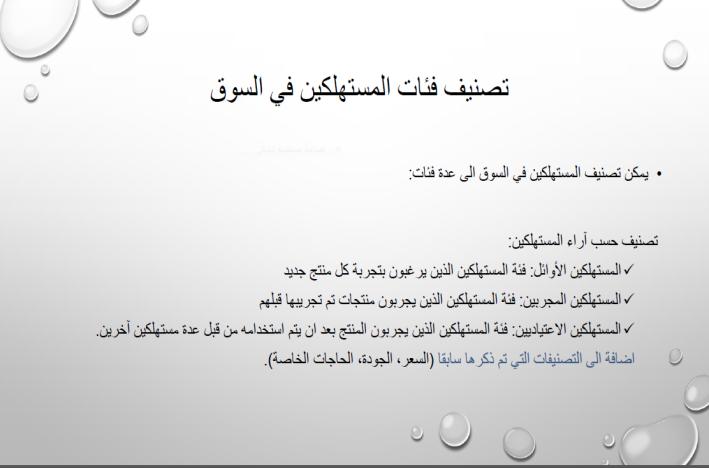 تصنيف فئات المستهلكين في السوق
• يمكن تصنيف المستهلكين في السوق الى عدة فئات:
تصنيف حسب آراء المستهلكين:
✓ المستهلكين الأوائل: فئة المستهلكين الذين يرغبون بتجربة كل منتج جديد
✓ المستهلكين المجربين: فئة المستهلكين الذين يجربون منتجات تم تجريبها قبلهم
✓ المستهلكين الاعتياديين: فئة المستهلكين الذين يجربون المنتج بعد ان يتم استخدامه من قبل عدة مستهلكين آخرين.
اضافة الى التصنيفات التي تم ذكرها سابقا (السعر، الجودة، الحاجات الخاصة).